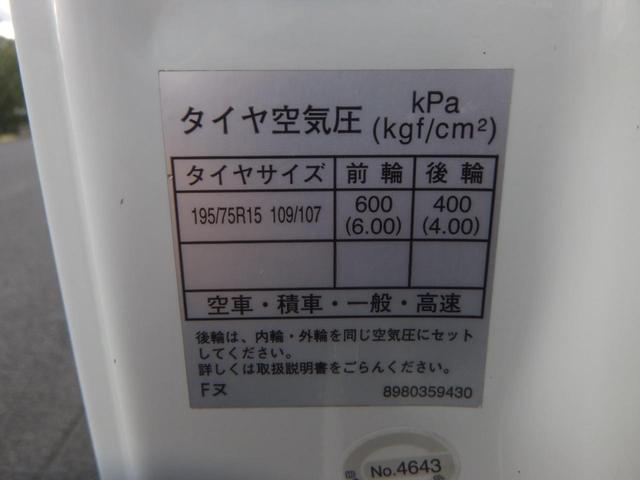 タイヤ空気圧 kPa (kgf/cm²)
タイヤサイズ 前輪 後輪
195/75R15 109/107 600 (6.00) 400 (4.00)
空車・積車・一般・高速
後輪は、内輪・外輪を同じ空気圧にセット
してください。
詳しくは取扱説明書をごらんください。
Fヌ 8980359430
No.4643